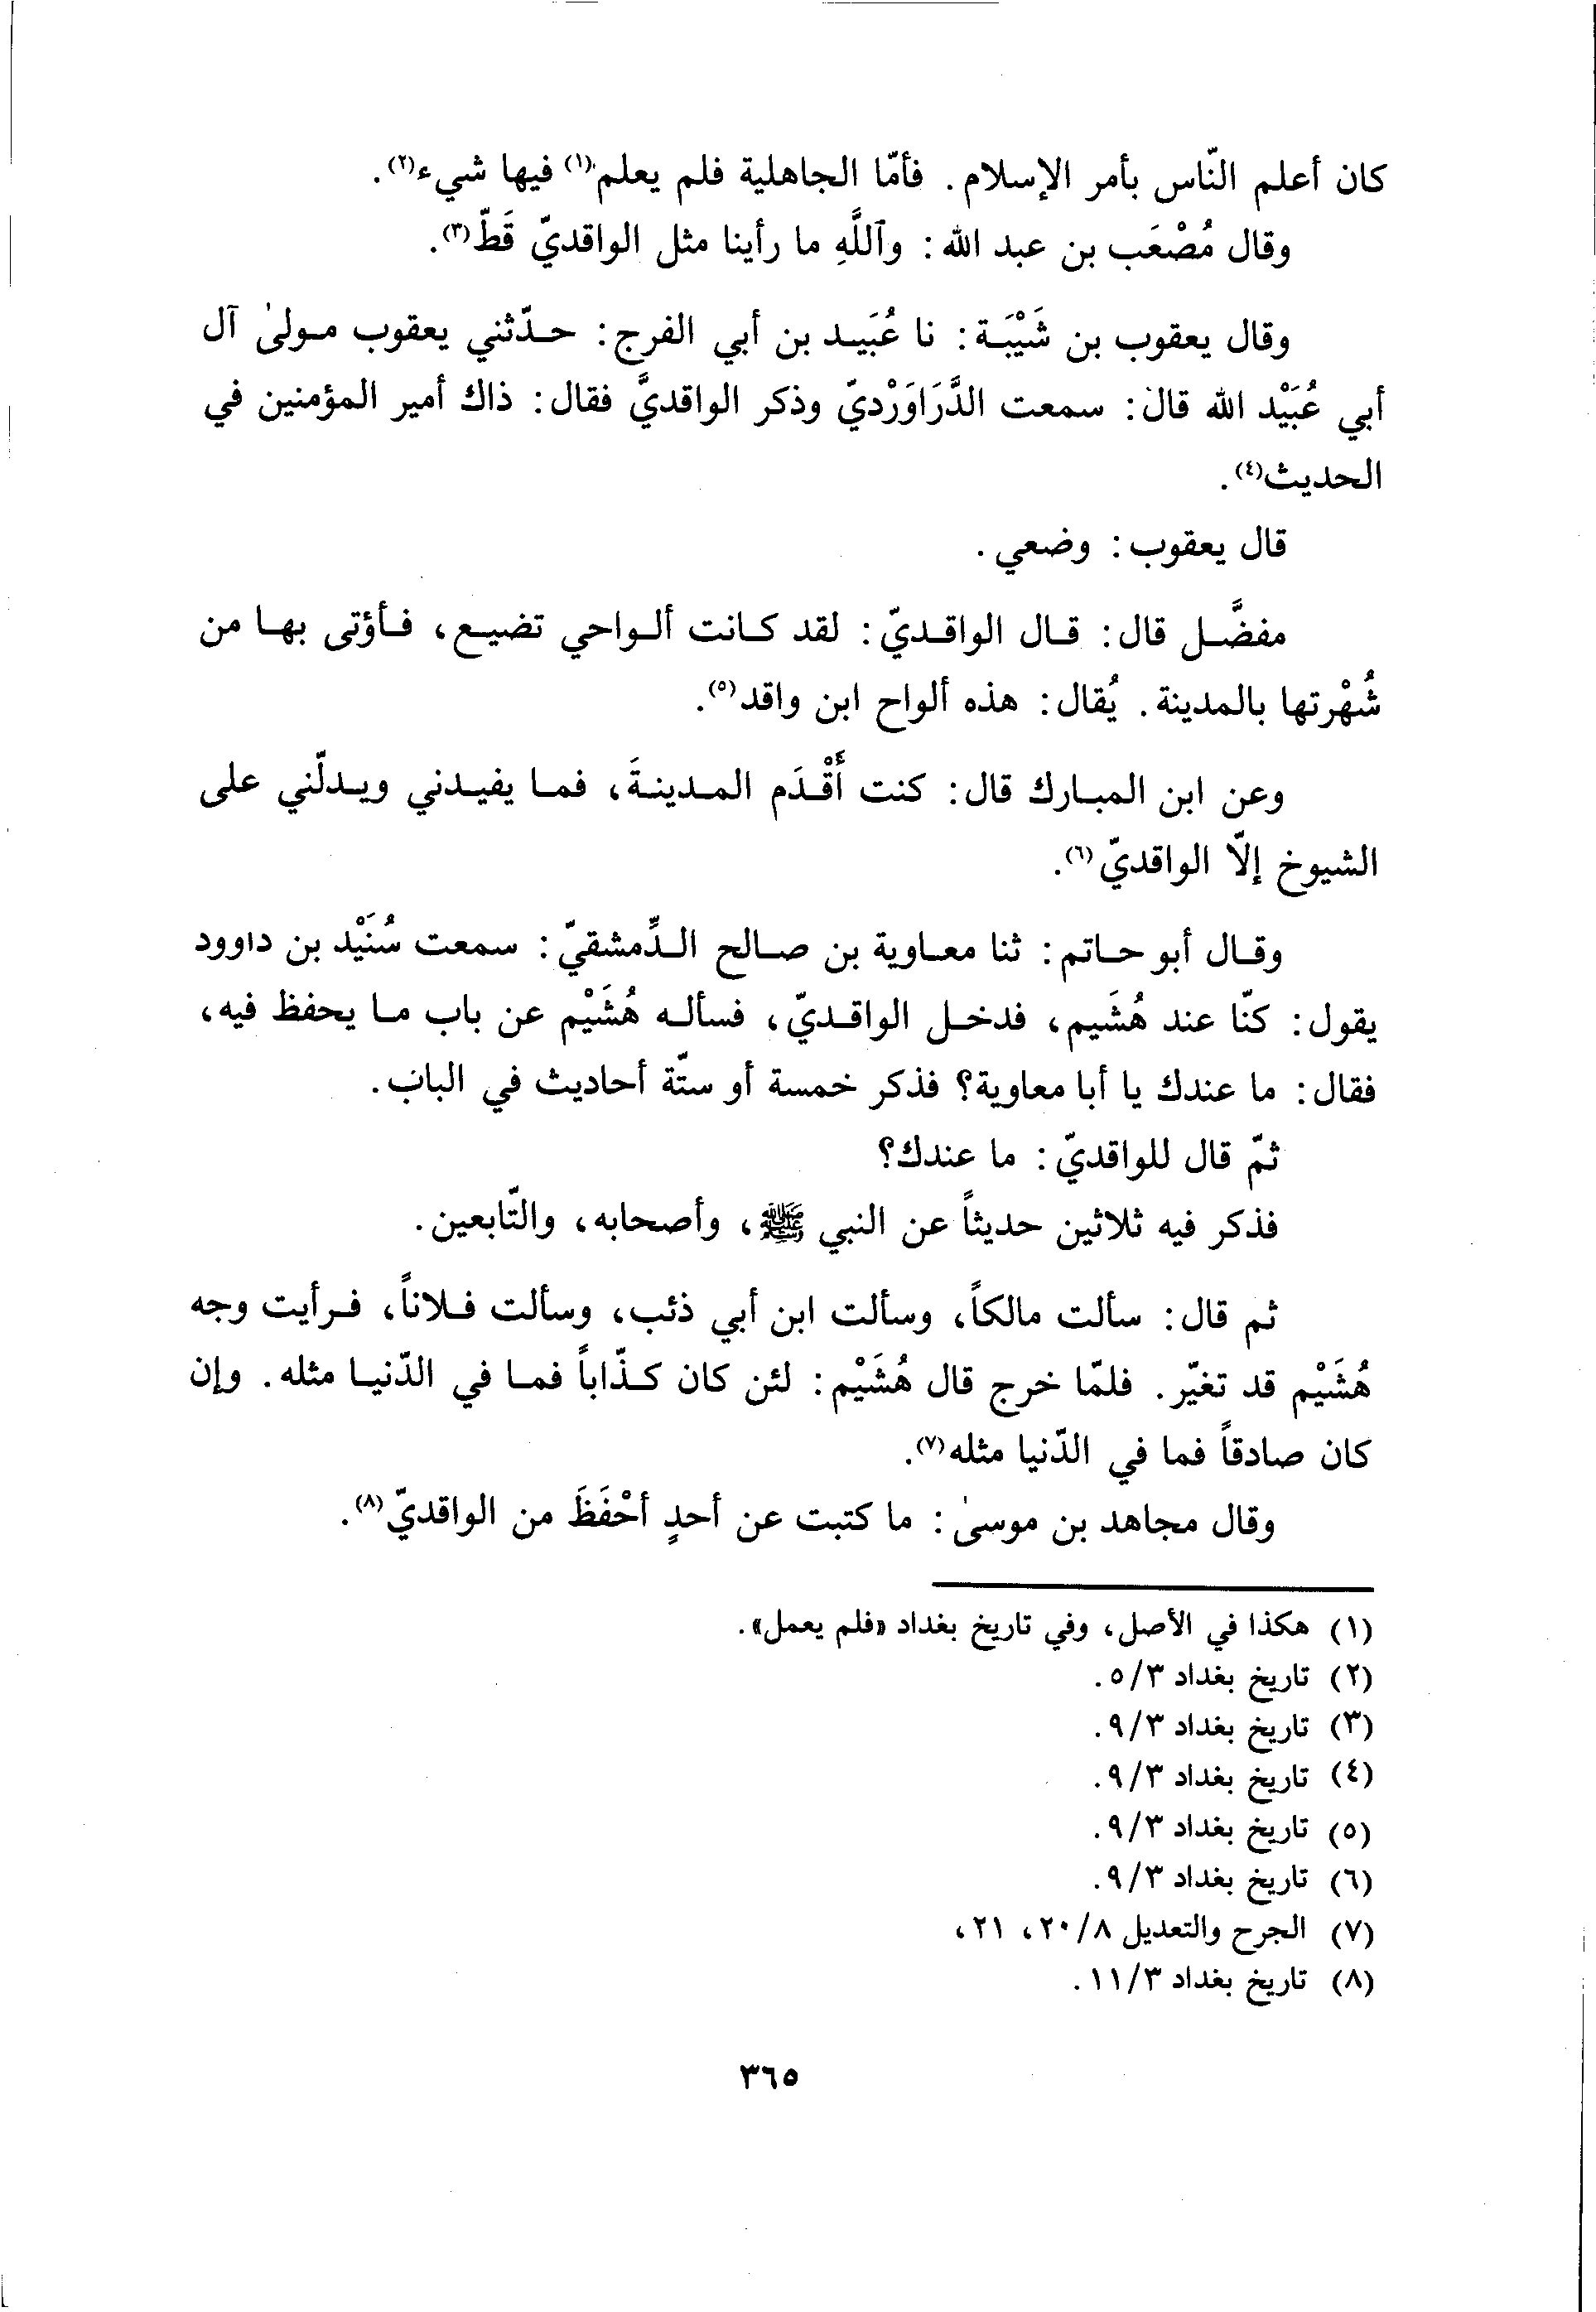 كان أعلم النّاس بأمر الإسلام. فأمّا الجاهلية فلم يعلم(١) فيها شيء(٢).
وقال مُصْعَب بن عبد الله: وٱللَّهِ ما رأينا مثل الواقديّ قَطّ(٣).
وقال يعقوب بن شَيْبَة: نا عُبَيد بن أبي الفرج: حدّثني يعقوب مولىٰ آل
أبي عُبَيْد الله قال: سمعت الدَّرَاوَرْديّ وذكر الواقديَّ فقال: ذاك أمير المؤمنين في
الحديث(٤).
قال يعقوب: وضعي.
مفضَّل قال: قال الواقديّ: لقد كانت ألواحي تضيع، فأؤتى بها من
شُهْرتها بالمدينة. يُقال: هذه ألواح ابن واقد(٥).
وعن ابن المبارك قال: كنت أَقْدَم المدينةَ، فما يفيدني ويدلّني على
الشيوخ إلّا الواقديّ(٦).
وقال أبو حاتم: ثنا معاوية بن صالح الدِّمشقيّ: سمعت سُنَيْد بن داوود
يقول: كنّا عند هُشَيم، فدخل الواقديّ، فسأله هُشَيْم عن باب ما يحفظ فيه،
فقال: ما عندك يا أبا معاوية؟ فذكر خمسة أو ستّة أحاديث في الباب.
ثمّ قال للواقديّ: ما عندك؟
فذكر فيه ثلاثين حديثاً عن النبي ﷺ، وأصحابه، والتّابعين.
ثم قال: سألت مالكاً، وسألت ابن أبي ذئب، وسألت فلاناً، فرأيت وجه
هُشَيْم قد تغيّر. فلمّا خرج قال هُشَيْم: لئن كان كذّاباً فما في الدّنيا مثله. وإن
كان صادقاً فما في الدّنيا مثله(٧).
وقال مجاهد بن موسىٰ: ما كتبت عن أحدٍ أحْفَظَ من الواقديّ(٨).
(١) هكذا في الأصل، وفي تاريخ بغداد «فلم يعمل».
(٢) تاريخ بغداد ٥/٣.
(٣) تاريخ بغداد ٩/٣.
(٤) تاريخ بغداد ٩/٣.
(٥) تاريخ بغداد ٩/٣.
(٦) تاريخ بغداد ٩/٣.
(٧) الجرح والتعديل ٢٠/٨، ٢١،
(٨) تاريخ بغداد ١١/٣.
٣٦٥